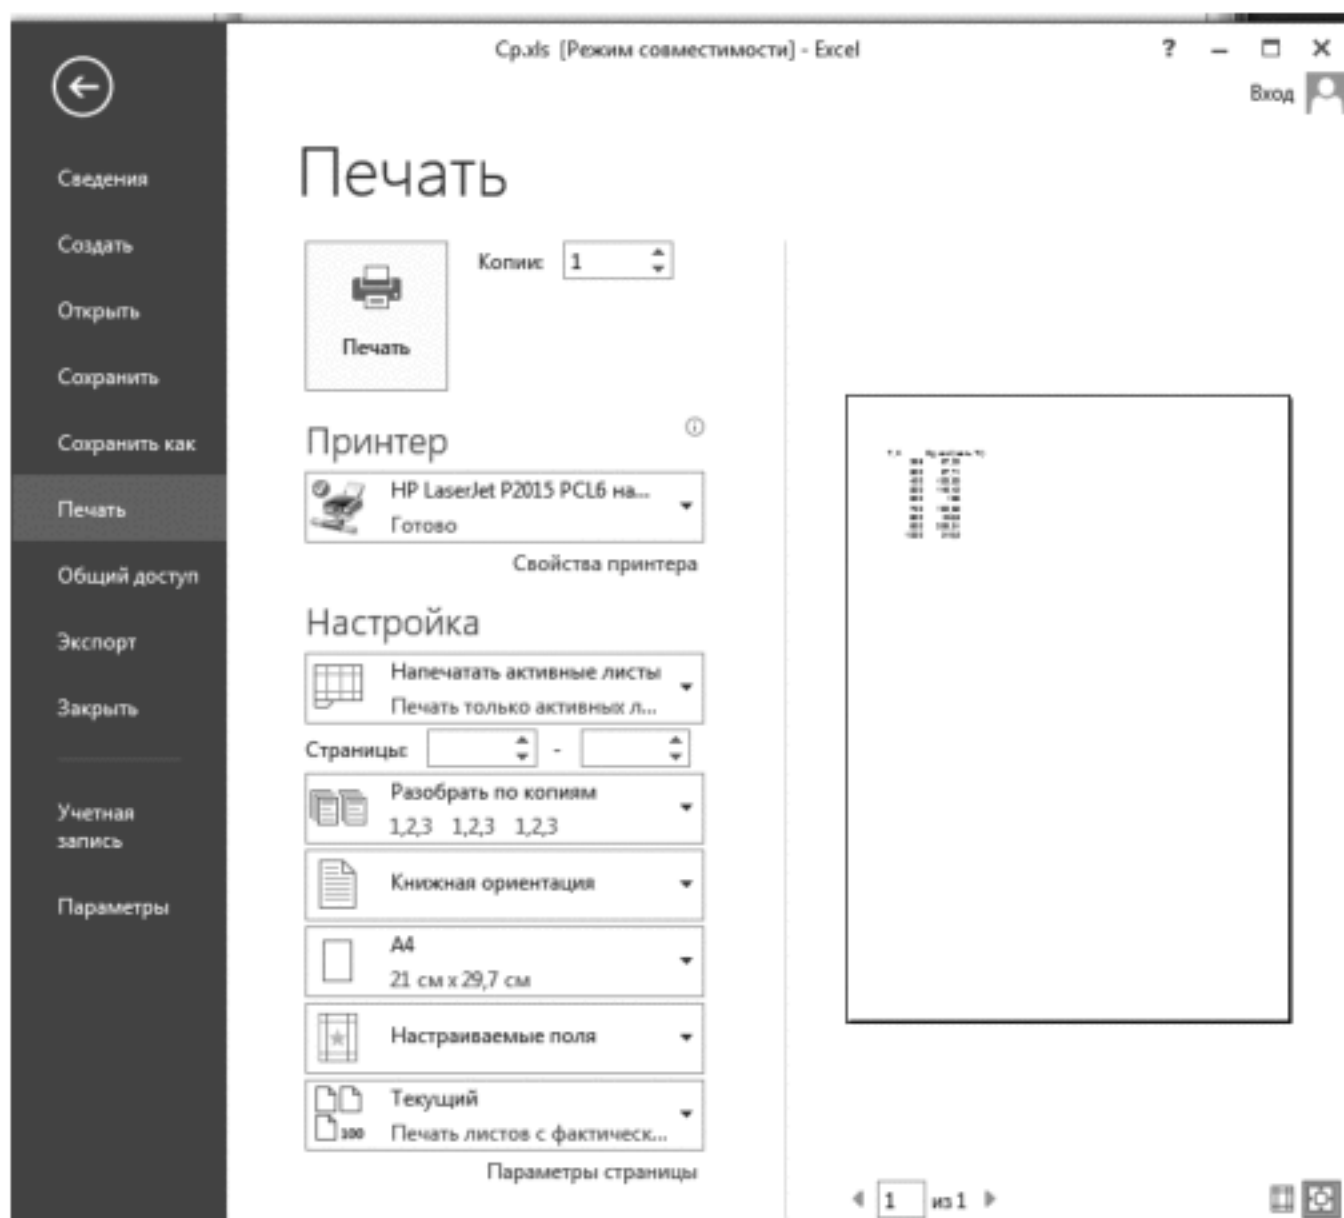 Cp.xls [Режим совместимости] - Excel
?
Вход
Сведения
Создать
Открыть
Сохранить
Сохранить как
Печать
Общий доступ
Экспорт
Закрыть
Учетная
запись
Параметры
Печать
Печать
Копии: 1
Принтер
HP LaserJet P2015 PCL6 на...
Готово
Свойства принтера
Настройка
Напечатать активные листы
Печать только активных л...
Страницы: -
Разобрать по копиям
1,2,3 1,2,3 1,2,3
Книжная ориентация
A4
21 см x 29,7 см
Настраиваемые поля
Текущий
100
Печать листов с фактическ...
Параметры страницы
1 из 1